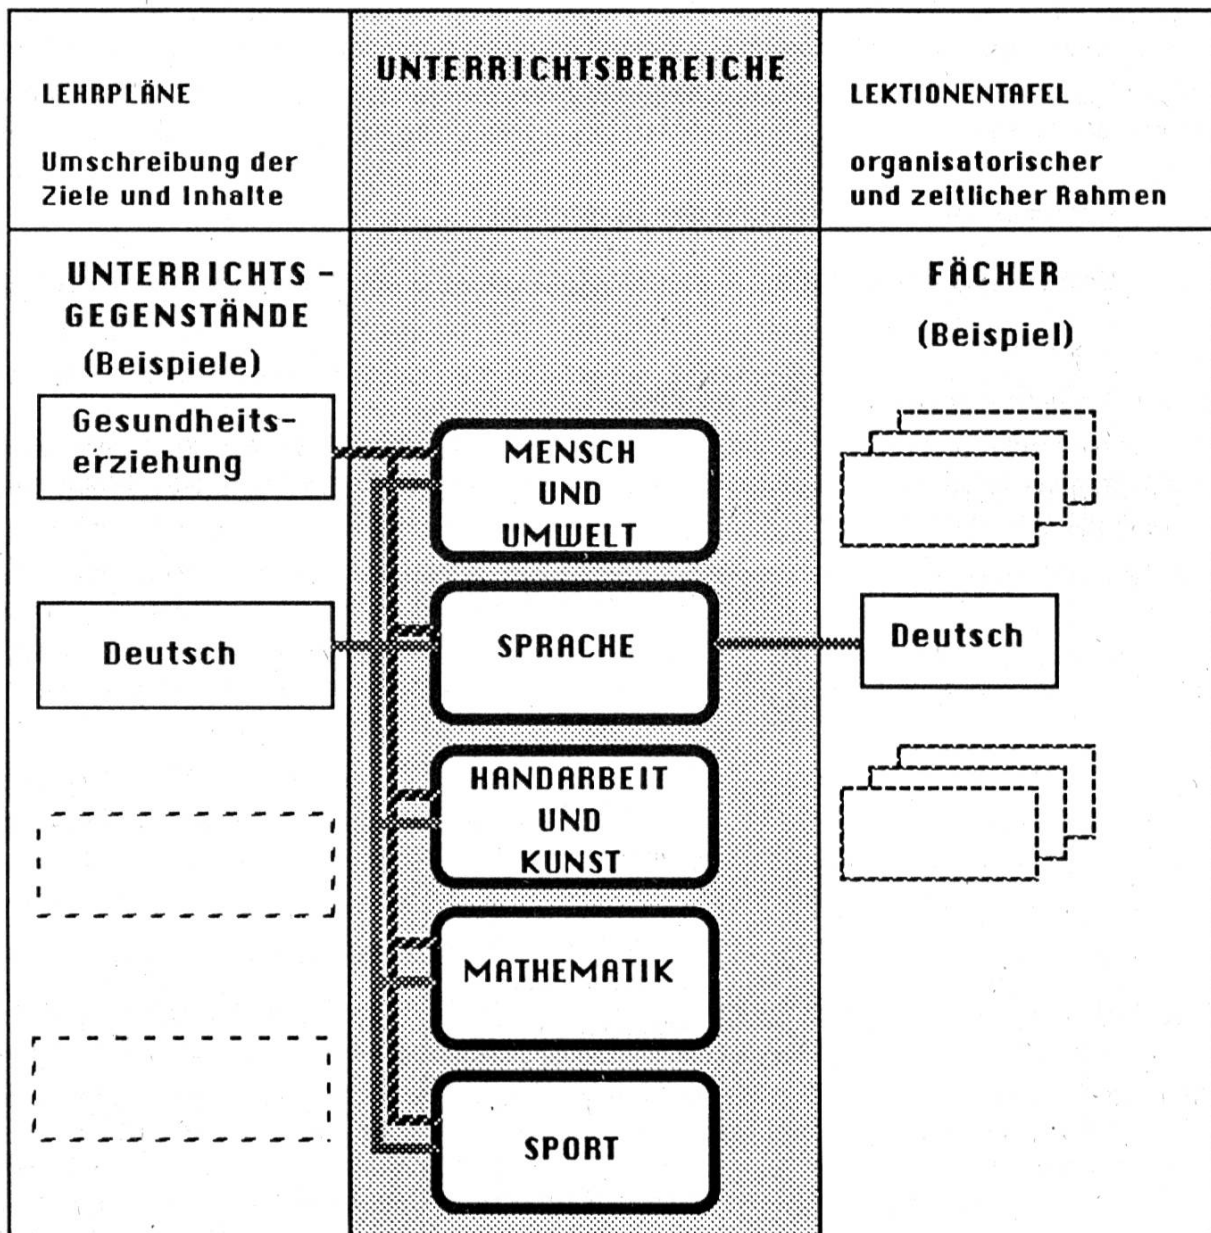 UNTERRICHTSBEREICHE
LEHRPLÄNE
Umschreibung der
Ziele und Inhalte
LEKTIONENTAFEL
organisatorischer
und zeitlicher Rahmen
UNTERRICHTS -
GEGENSTÄNDE
(Beispiele)
Gesundheits-
erziehung
Deutsch
MENSCH
UND
UMWELT
SPRACHE
HANDARBEIT
UND
KUNST
MATHEMATIK
SPORT
FÄCHER
(Beispiel)
Deutsch